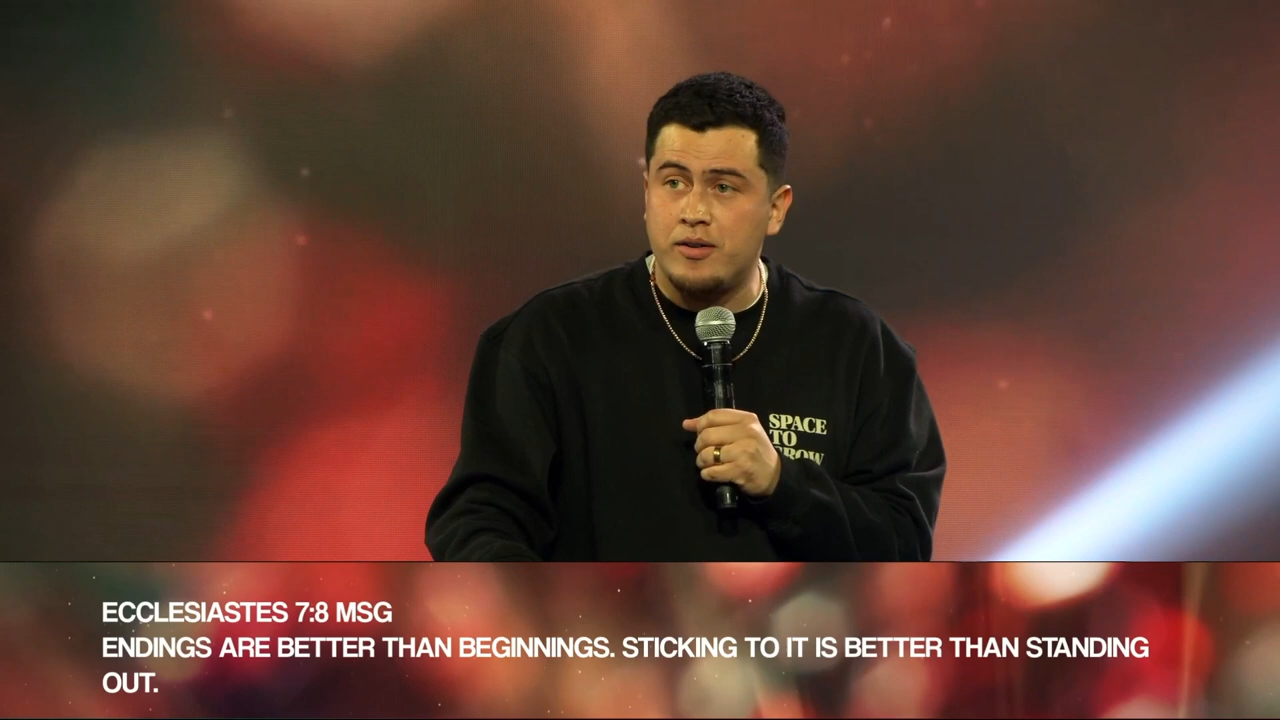 SPACE
TO
GROW
ECCLESIASTES 7:8 MSG
ENDINGS ARE BETTER THAN BEGINNINGS. STICKING TO IT IS BETTER THAN STANDING
OUT.